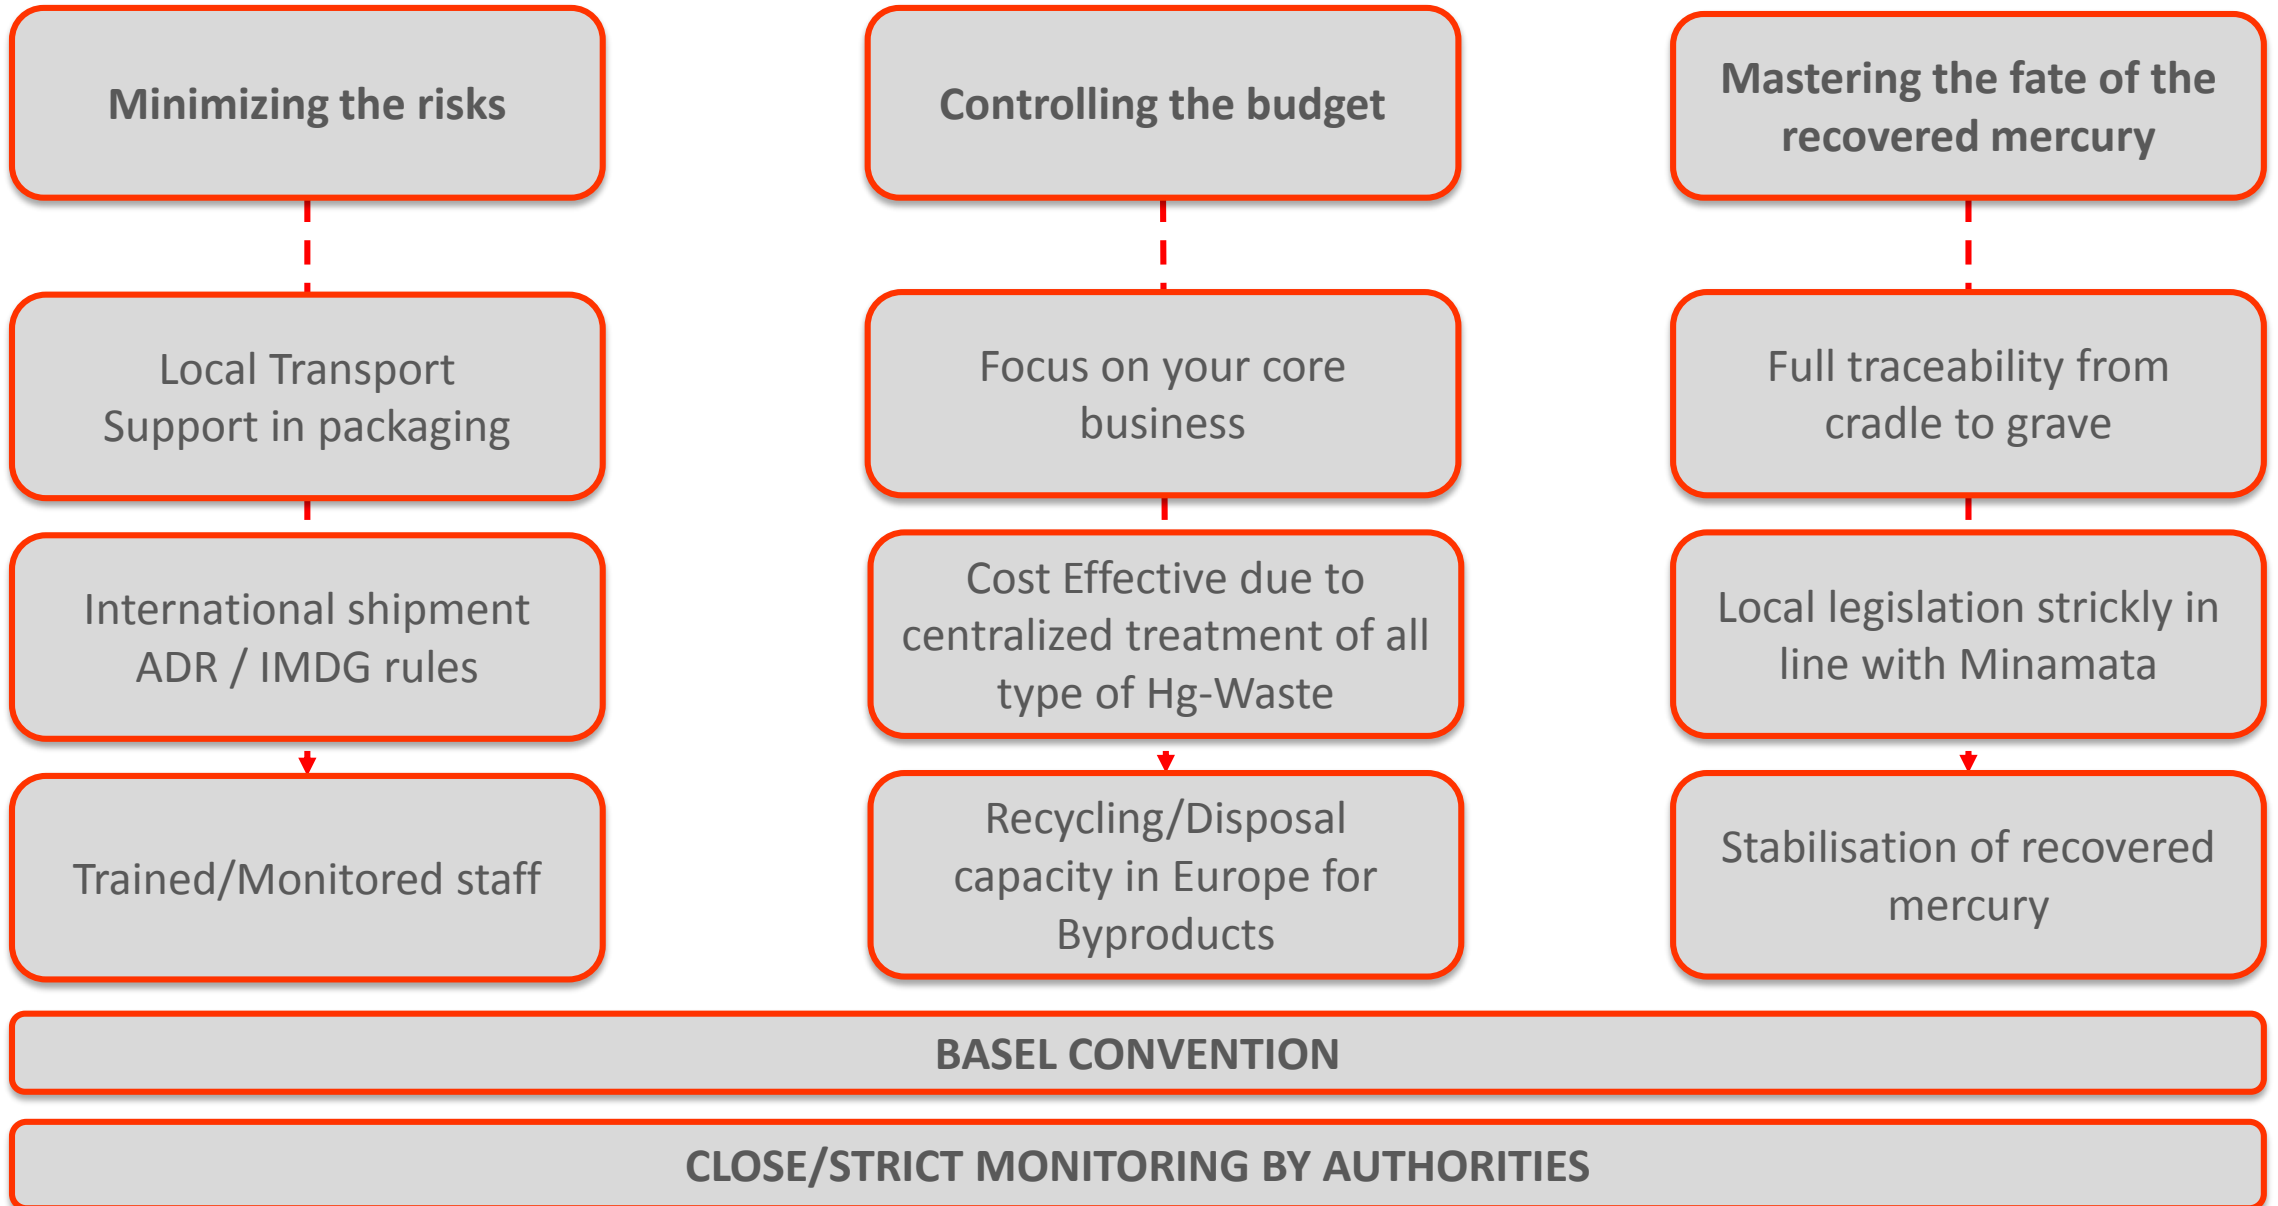 Minimizing the risks
Local Transport
Support in packaging
International shipment
ADR / IMDG rules
Trained/Monitored staff
Controlling the budget
Focus on your core
business
Cost Effective due to
centralized treatment of all
type of Hg-Waste
Recycling/Disposal
capacity in Europe for
Byproducts
Mastering the fate of the
recovered mercury
Full traceability from
cradle to grave
Local legislation strickly in
line with Minamata
Stabilisation of recovered
mercury
BASEL CONVENTION
CLOSE/STRICT MONITORING BY AUTHORITIES